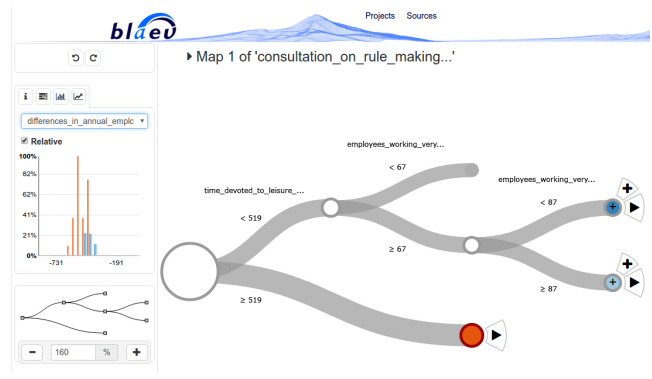 blaev
Projects Sources
Map 1 of 'consultation_on_rule_making...'
i
differences_in_annual_emplc
Relative
100%
82%
62%
41%
21%
0%
-731 -191
160 %
employees_working_very...
< 67
time_devoted_to_leisure_...
employees_working_very...
< 519
< 87
≥ 67
≥ 87
≥ 519